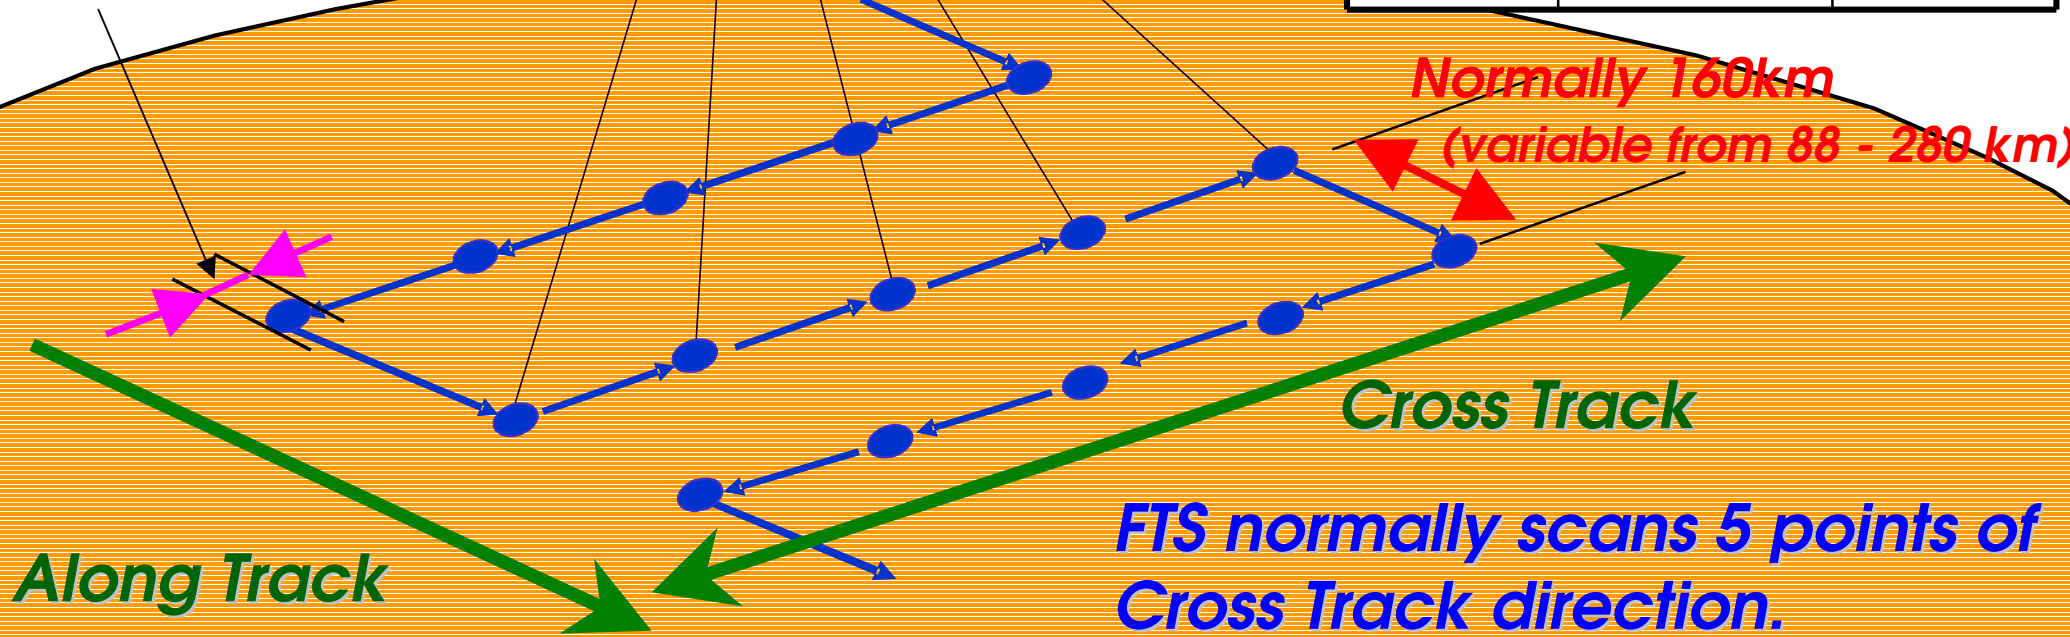 Normally 160km
(variable from 88 - 280 km)
Cross Track
Along Track
FTS normally scans 5 points of
Cross Track direction.